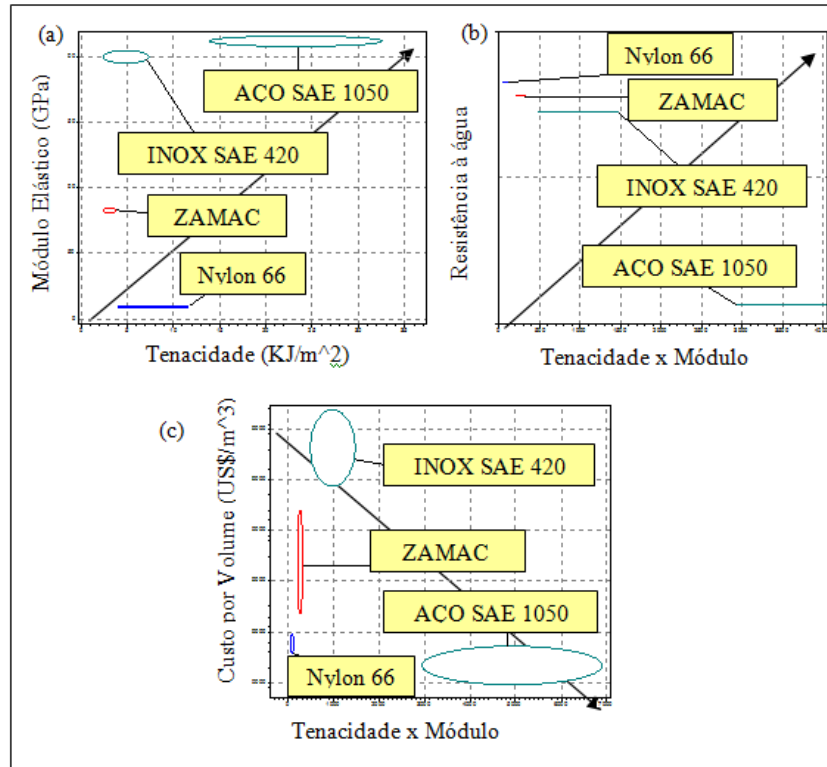 (a)
Módulo Elástico (GPa)
AÇO SAE 1050
INOX SAE 420
ZAMAC
Nylon 66
Tenacidade (KJ/m^2)
(b)
Resistência à água
Nylon 66
ZAMAC
INOX SAE 420
AÇO SAE 1050
Tenacidade x Módulo
(c)
Custo por Volume (US$/m^3)
INOX SAE 420
ZAMAC
AÇO SAE 1050
Nylon 66
Tenacidade x Módulo